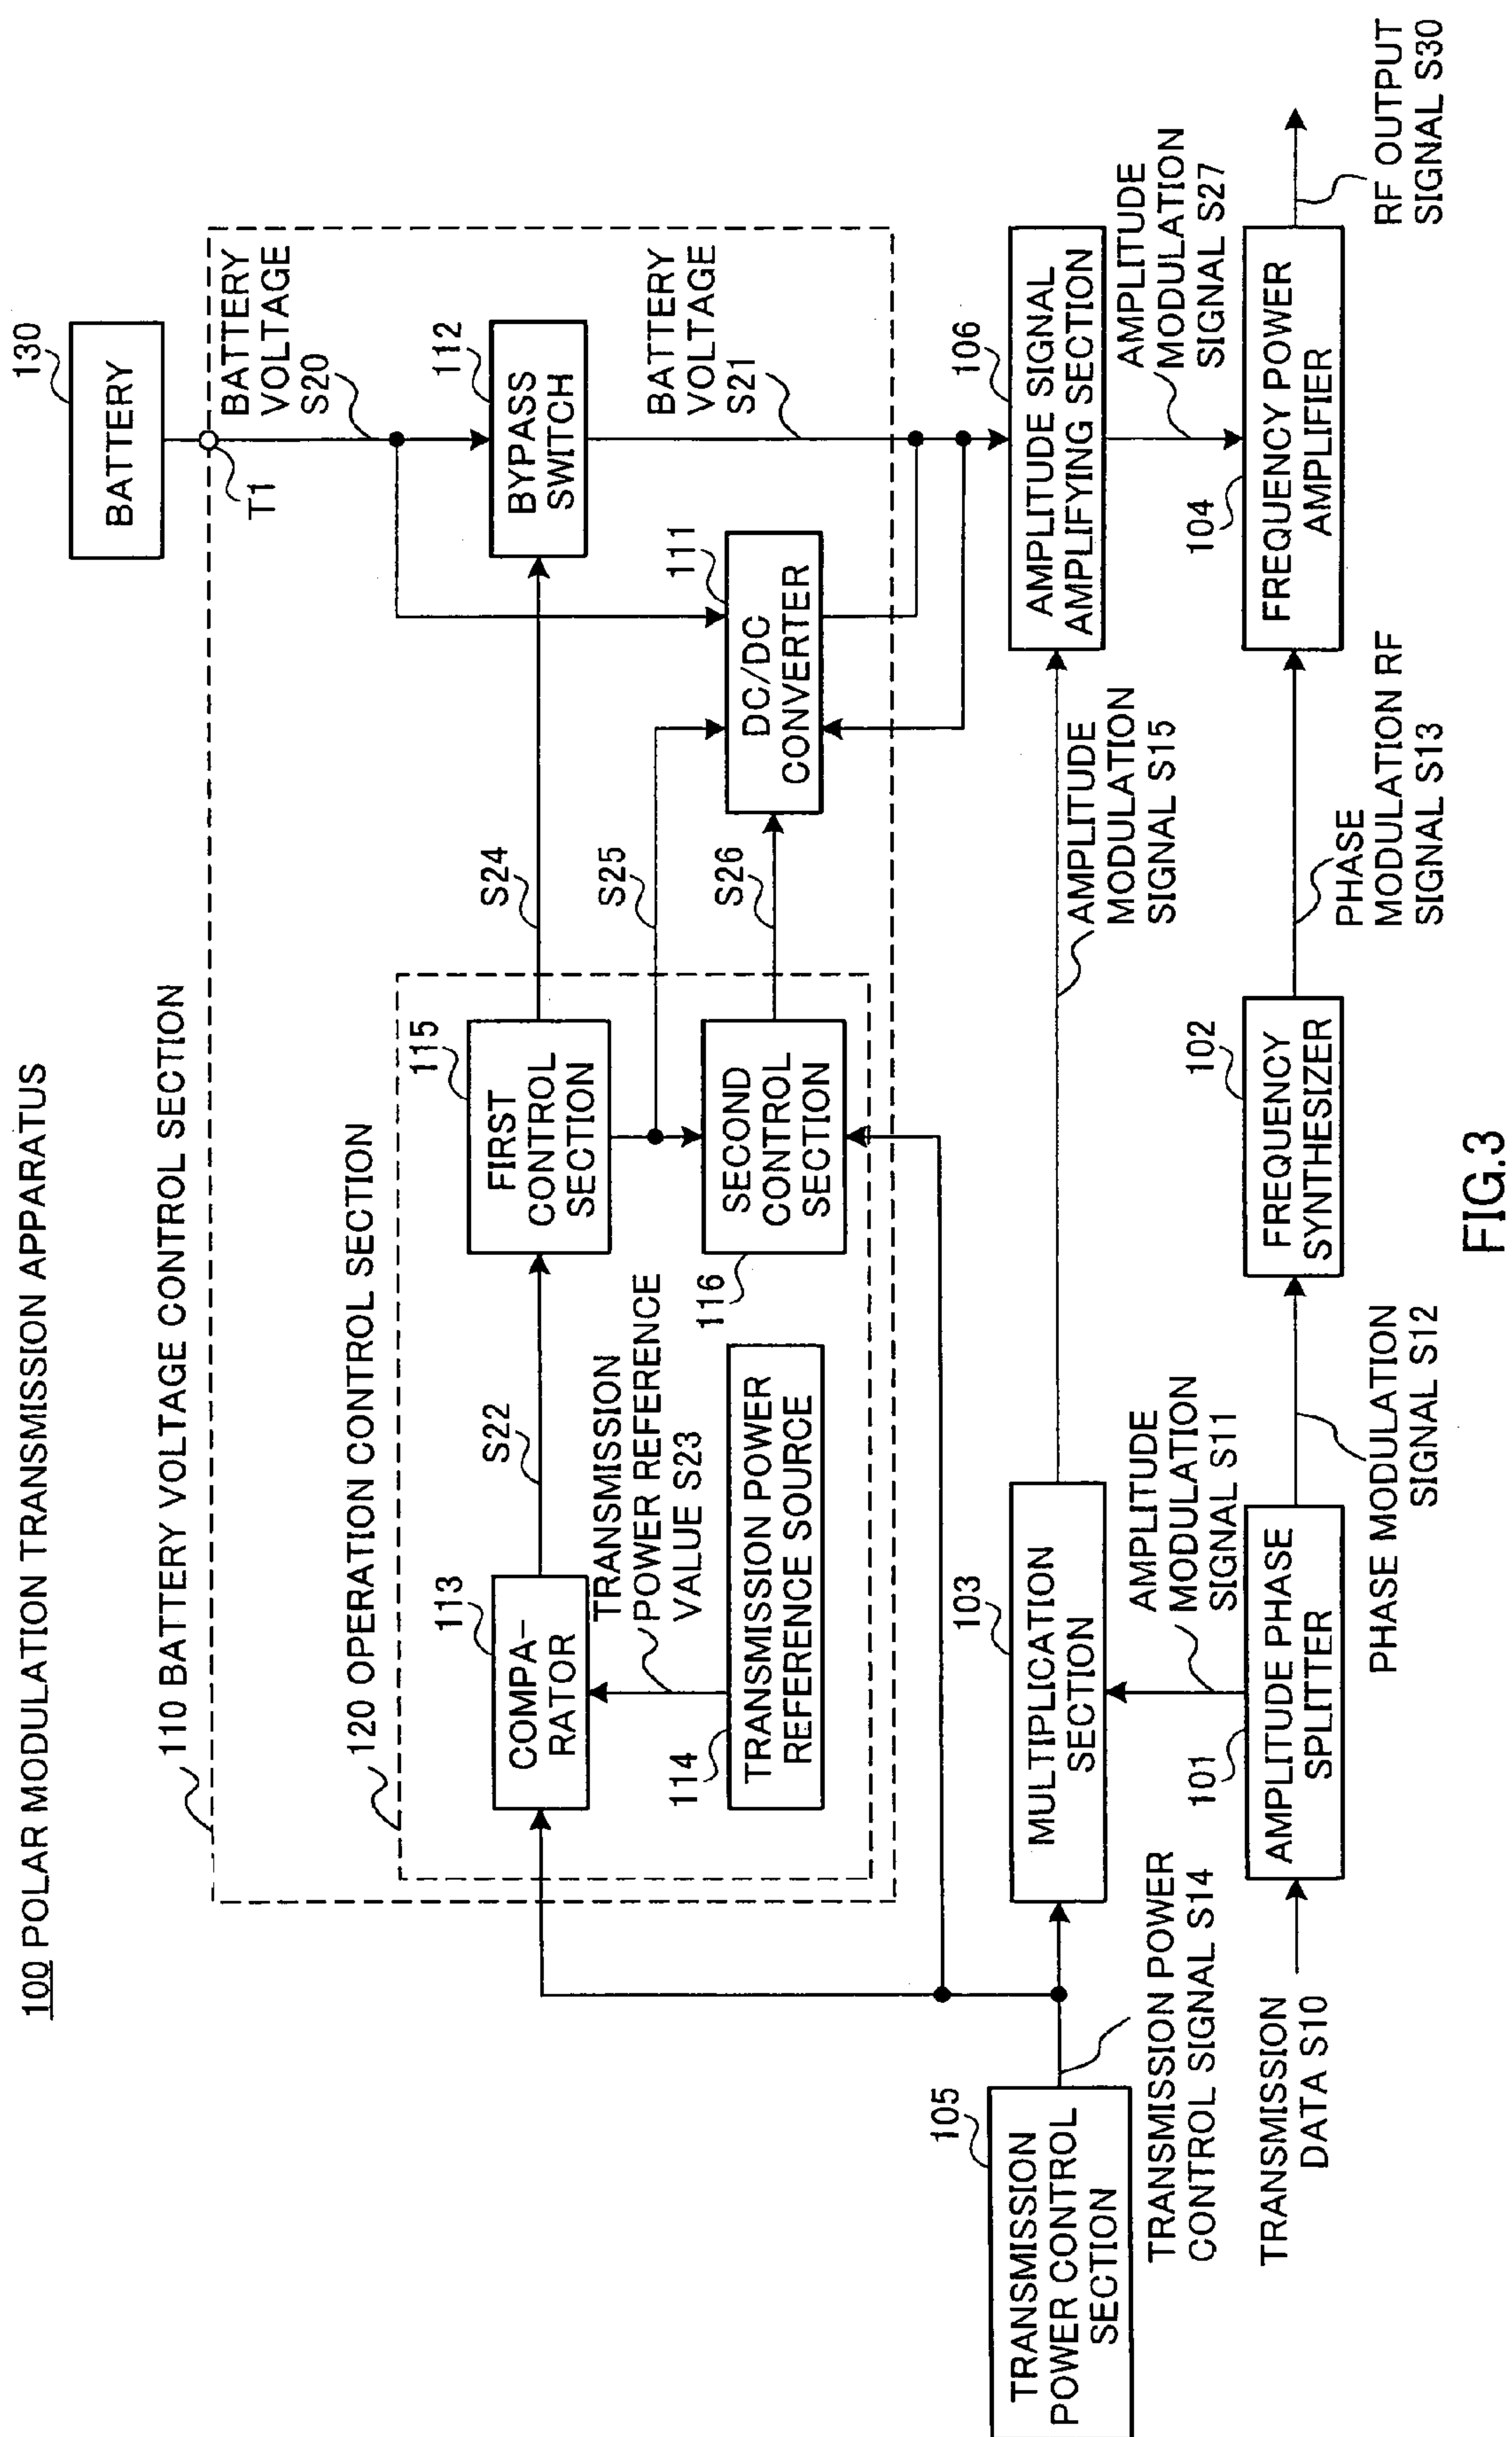 100 POLAR MODULATION TRANSMISSION APPARATUS
130
BATTERY
T1
BATTERY
VOLTAGE
S20
110 BATTERY VOLTAGE CONTROL SECTION
120 OPERATION CONTROL SECTION
112
BYPASS
SWITCH
BATTERY
VOLTAGE
S21
S24
115
FIRST
CONTROL
SECTION
S22
113
COMPA-
RATOR
TRANSMISSION
POWER REFERENCE
VALUE S23
114
TRANSMISSION POWER
REFERENCE SOURCE
116
SECOND
CONTROL
SECTION
S25
S26
111
DC/DC
CONVERTER
105
TRANSMISSION
POWER CONTROL
SECTION
TRANSMISSION POWER
CONTROL SIGNAL S14
103
MULTIPLICATION
SECTION
AMPLITUDE
MODULATION
SIGNAL S15
106
AMPLITUDE SIGNAL
AMPLIFYING SECTION
AMPLITUDE
MODULATION
SIGNAL S11
AMPLITUDE
MODULATION
SIGNAL S27
TRANSMISSION
DATA S10
101
AMPLITUDE PHASE
SPLITTER
PHASE MODULATION
SIGNAL S12
102
FREQUENCY
SYNTHESIZER
PHASE
MODULATION RF
SIGNAL S13
104
FREQUENCY POWER
AMPLIFIER
RF OUTPUT
SIGNAL S30
FIG.3